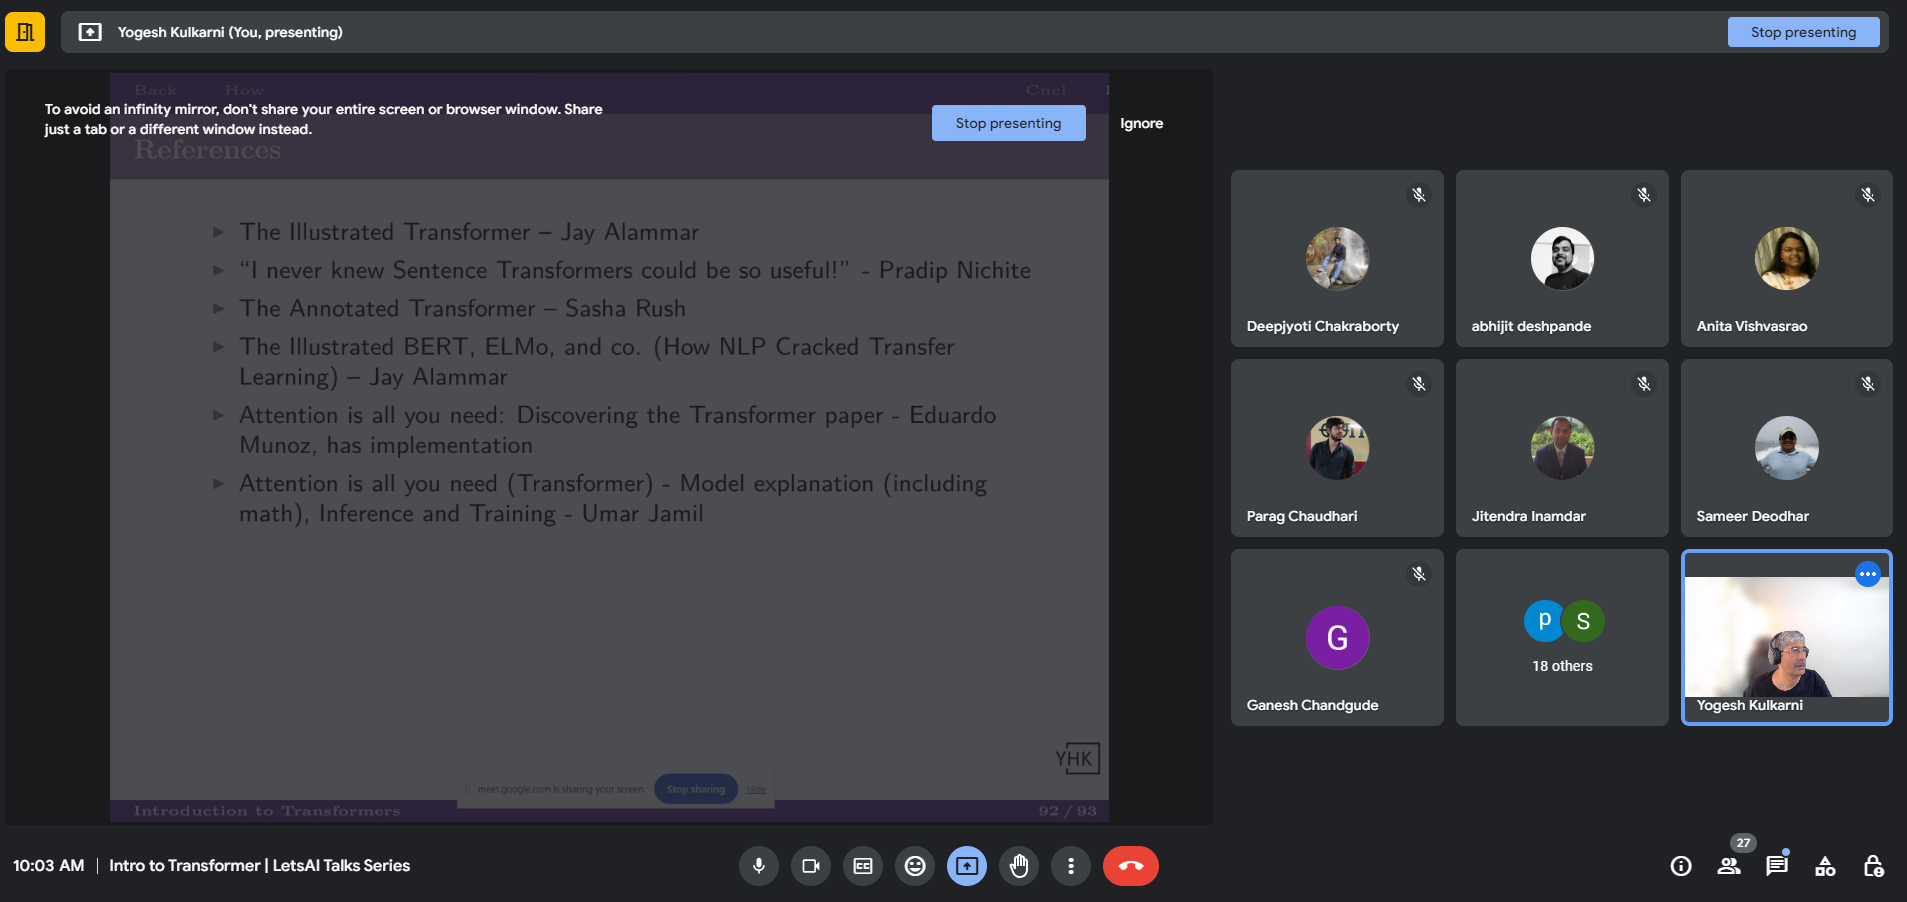 Yogesh Kulkarni (You, presenting)
Stop presenting
Back How Cncl
To avoid an infinity mirror, don't share your entire screen or browser window. Share
just a tab or a different window instead.
Stop presenting
Ignore
References
The Illustrated Transformer – Jay Alammar
“I never knew Sentence Transformers could be so useful!” - Pradip Nichite
The Annotated Transformer – Sasha Rush
The Illustrated BERT, ELMo, and co. (How NLP Cracked Transfer
Learning) – Jay Alammar
Attention is all you need: Discovering the Transformer paper - Eduardo
Munoz, has implementation
Attention is all you need (Transformer) - Model explanation (including
math), Inference and Training - Umar Jamil
YHK
meet.google.com is sharing your screen.
Stop sharing
Hide
Introduction to Transformers
92 / 93
Deepjyoti Chakraborty
abhijit deshpande
Anita Vishvasrao
Parag Chaudhari
Jitendra Inamdar
Sameer Deodhar
G
Ganesh Chandgude
p S
18 others
Yogesh Kulkarni
10:03 AM | Intro to Transformer | LetsAI Talks Series
CC
27